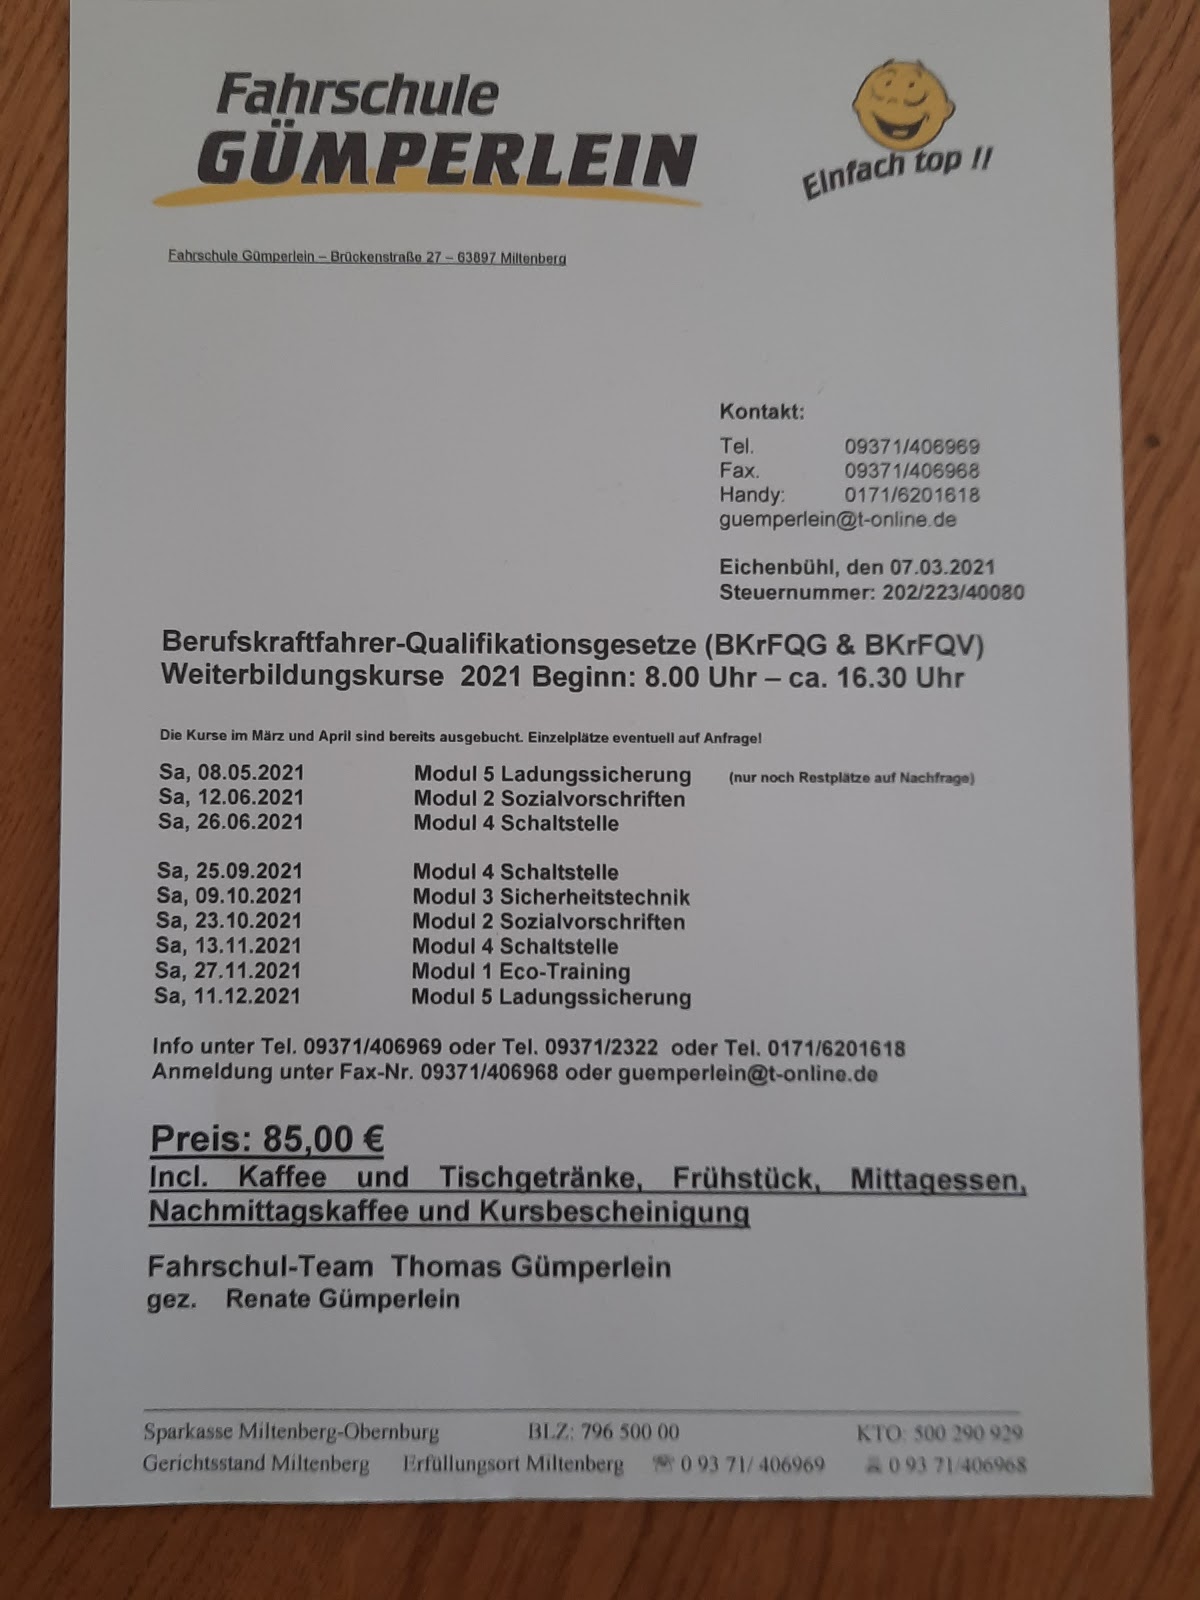 Fahrschule
GÜMPERLEIN
Einfach top !!
Fahrschule Gümperlein – Brückenstraße 27 – 63897 Miltenberg
Kontakt:
Tel. 09371/406969
Fax. 09371/406968
Handy: 0171/6201618
guemperlein@t-online.de
Eichenbühl, den 07.03.2021
Steuernummer: 202/223/40080
Berufskraftfahrer-Qualifikationsgesetze (BKrFQG & BKrFQV)
Weiterbildungskurse 2021 Beginn: 8.00 Uhr – ca. 16.30 Uhr
Die Kurse im März und April sind bereits ausgebucht. Einzelplätze eventuell auf Anfrage!
Sa, 08.05.2021 Modul 5 Ladungssicherung (nur noch Restplätze auf Nachfrage)
Sa, 12.06.2021 Modul 2 Sozialvorschriften
Sa, 26.06.2021 Modul 4 Schaltstelle
Sa, 25.09.2021 Modul 4 Schaltstelle
Sa, 09.10.2021 Modul 3 Sicherheitstechnik
Sa, 23.10.2021 Modul 2 Sozialvorschriften
Sa, 13.11.2021 Modul 4 Schaltstelle
Sa, 27.11.2021 Modul 1 Eco-Training
Sa, 11.12.2021 Modul 5 Ladungssicherung
Info unter Tel. 09371/406969 oder Tel. 09371/2322 oder Tel. 0171/6201618
Anmeldung unter Fax-Nr. 09371/406968 oder guemperlein@t-online.de
Preis: 85,00 €
Incl. Kaffee und Tischgetränke, Frühstück, Mittagessen,
Nachmittagskaffee und Kursbescheinigung
Fahrschul-Team Thomas Gümperlein
gez. Renate Gümperlein
Sparkasse Miltenberg-Obernburg BLZ: 796 500 00 KTO: 500 290 929
Gerichtsstand Miltenberg Erfüllungsort Miltenberg ☏ 0 93 71/ 406969 0 93 71/406968